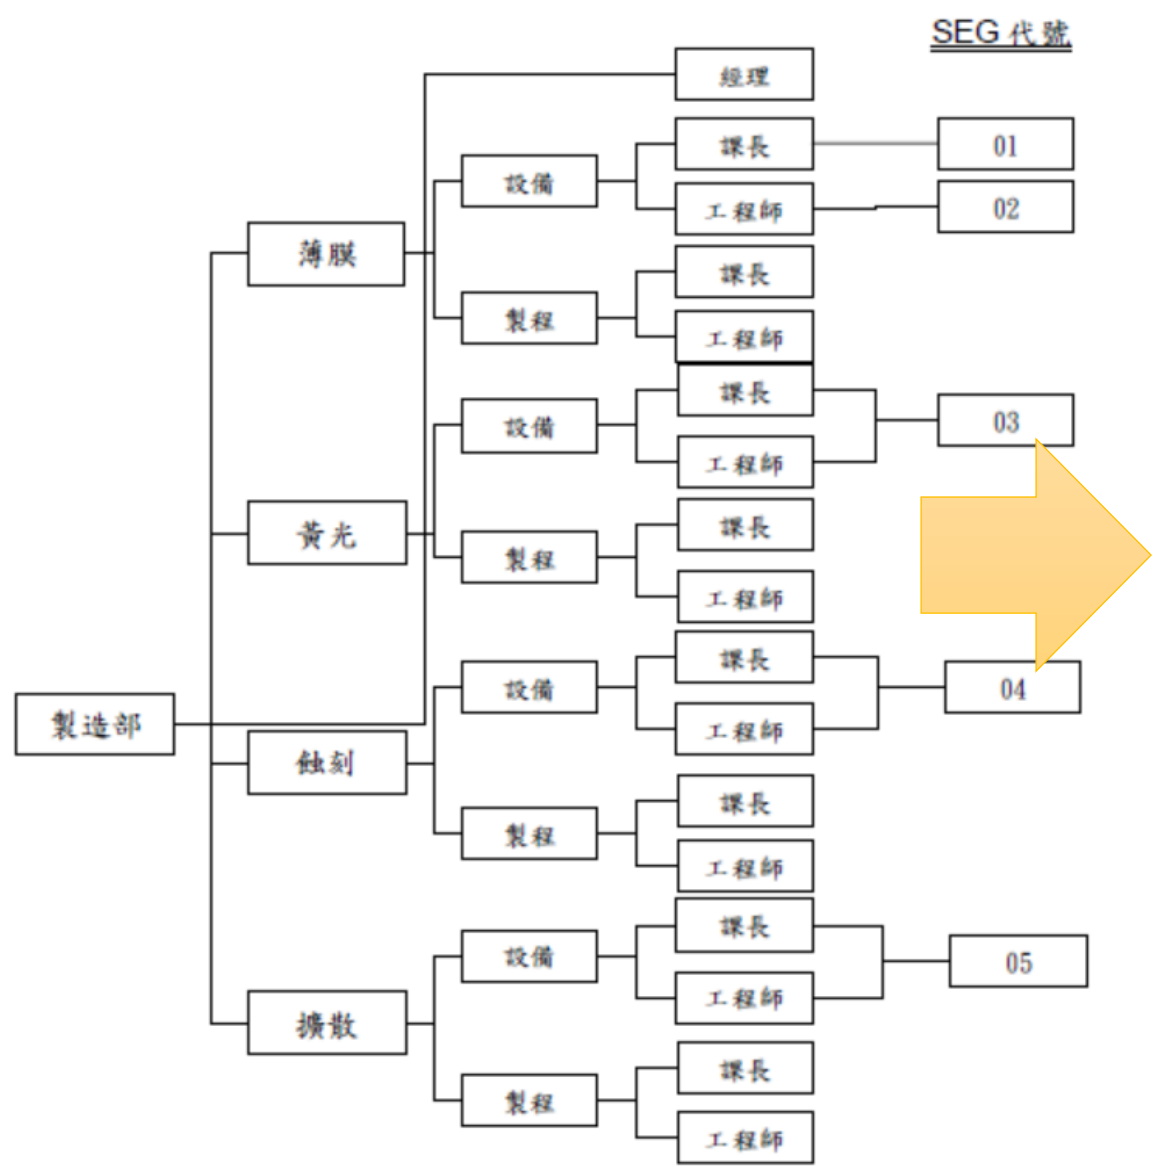 SEG 代號
經理
課長
01
設備
工程師
02
薄膜
課長
製程
工程師
課長
設備
03
工程師
黃光
課長
製程
工程師
課長
設備
04
製造部
工程師
蝕刻
課長
製程
工程師
課長
設備
05
工程師
擴散
課長
製程
工程師